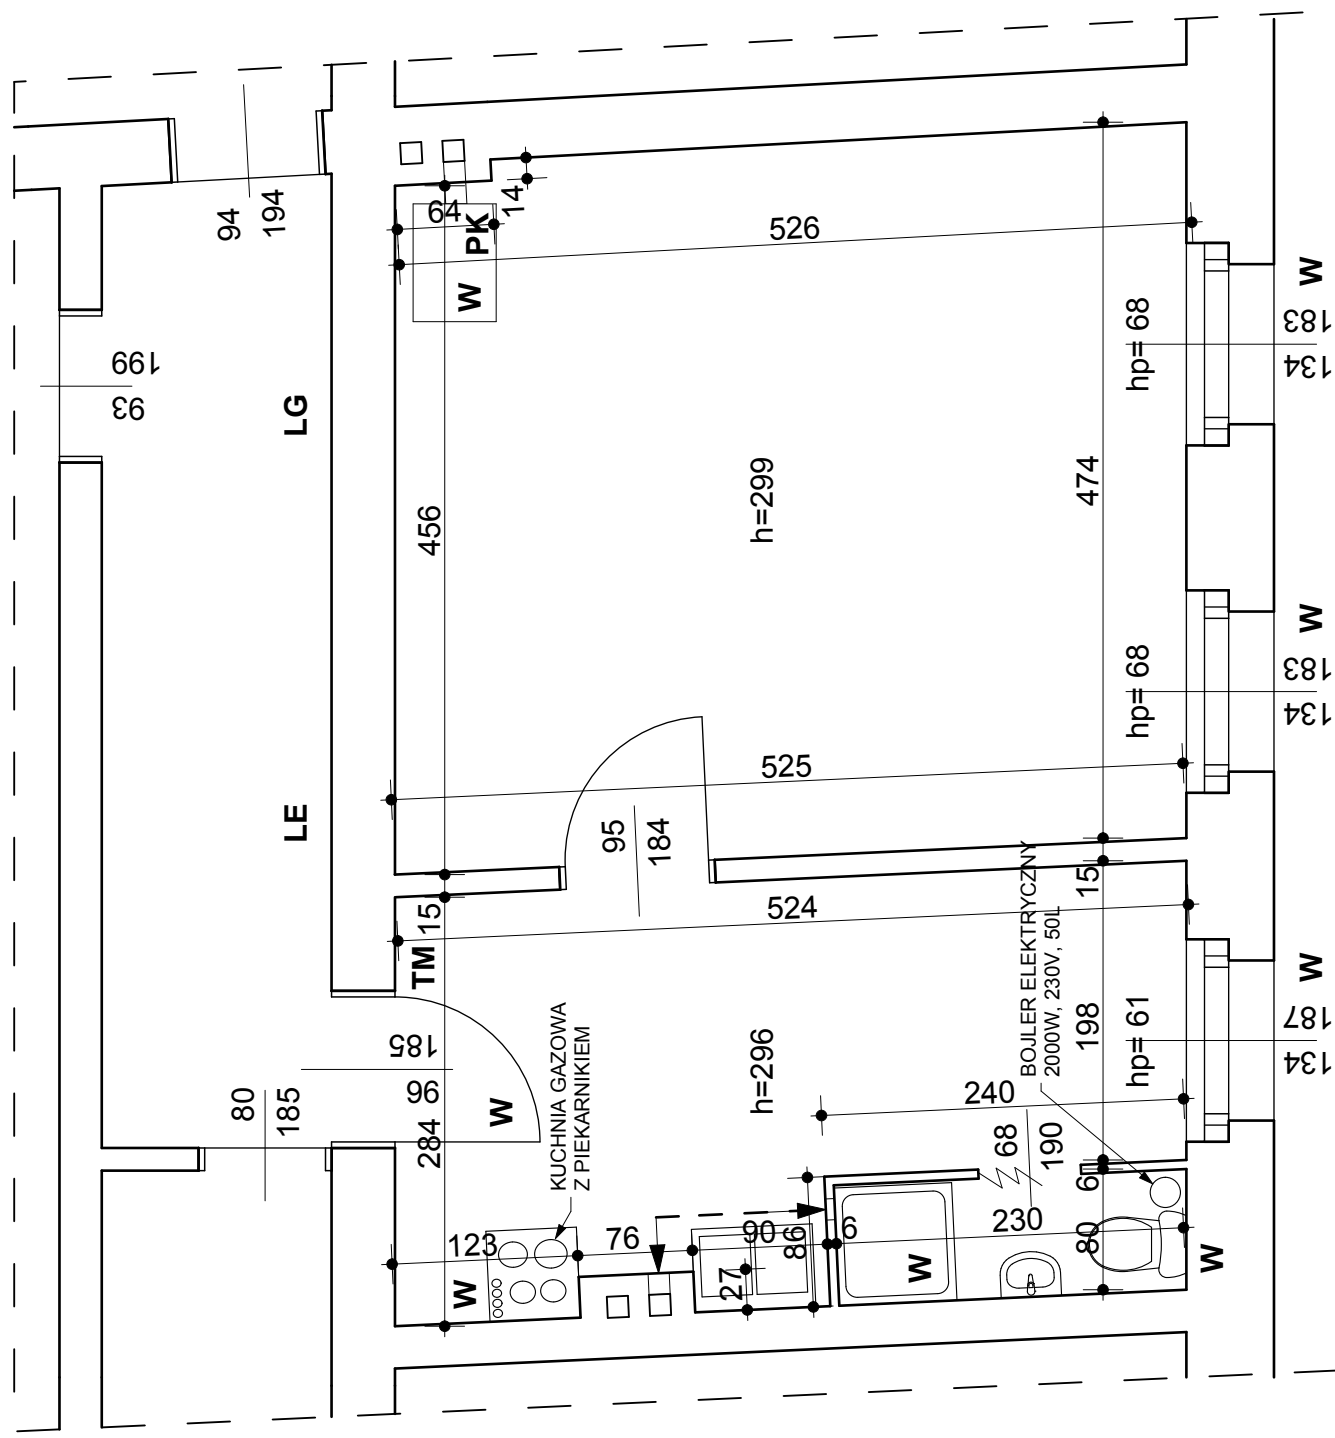 94
194
64
PK
14
W
526
W
183
134
hp= 68
199
93
LG
456
h=299
474
W
183
134
hp= 68
525
LE
95
184
BOJLER ELEKTRYCZNY
2000W, 230V, 50L
15
15
524
TM
W
187
134
hp= 61
198
185
96
80
185
284
W
KUCHNIA GAZOWA
Z PIEKARNIKIEM
h=296
240
68
190
6
123
76
90
86
6
230
80
27
W
W
W